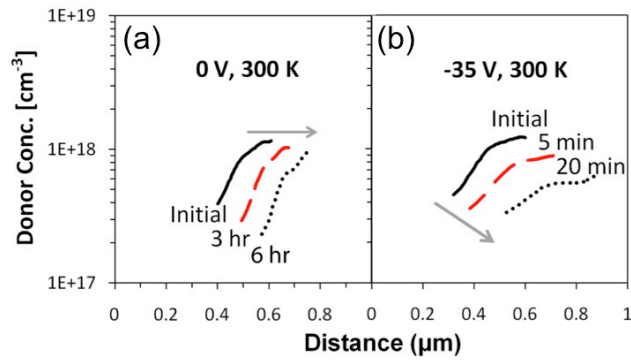 Donor Conc. [cm⁻³]
1E+19
1E+18
1E+17
(a)
0 V, 300 K
Initial
3 hr
6 hr
0
0.2
0.4
0.6
0.8
(b)
-35 V, 300 K
Initial
5 min
20 min
0
0.2
0.4
0.6
0.8
1
Distance (μm)